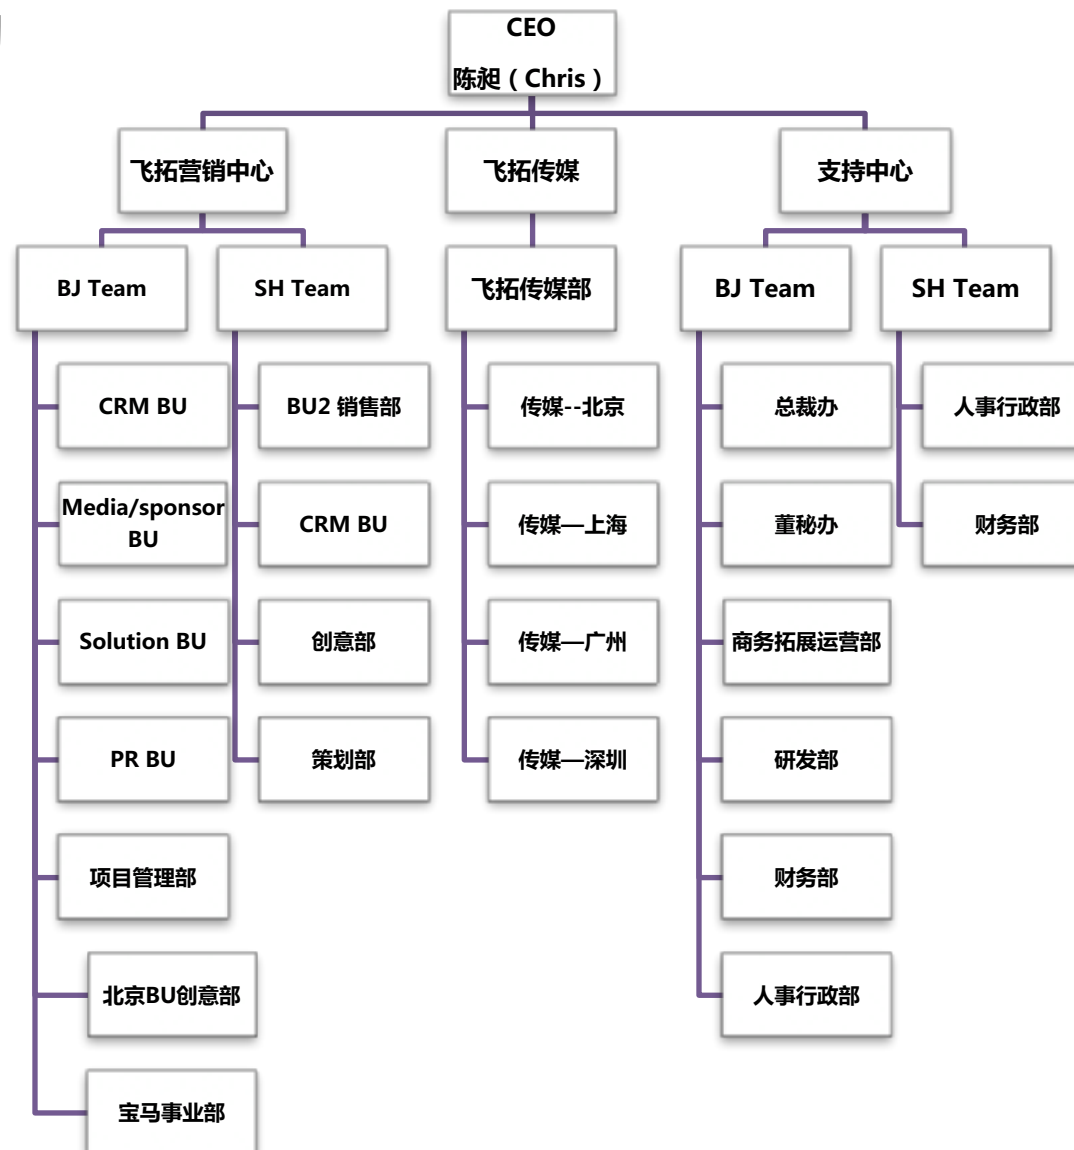 CEO
陈昶（Chris）
飞拓营销中心
飞拓传媒
支持中心
BJ Team
SH Team
飞拓传媒部
BJ Team
SH Team
CRM BU
BU2 销售部
传媒--北京
总裁办
人事行政部
Media/sponsor
BU
CRM BU
传媒—上海
董秘办
财务部
Solution BU
创意部
传媒—广州
商务拓展运营部
PR BU
策划部
传媒—深圳
研发部
项目管理部
财务部
北京BU创意部
人事行政部
宝马事业部